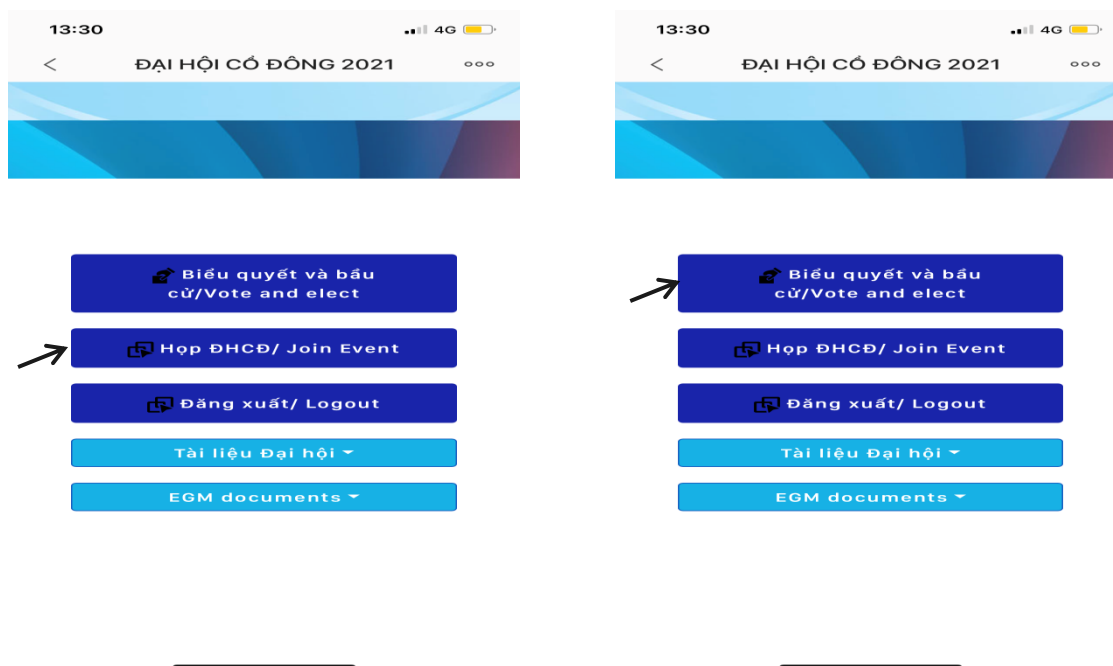 13:30
4G
ĐẠI HỘI CỔ ĐÔNG 2021
Biểu quyết và bầu
cử/Vote and elect
Họp ĐHCĐ/ Join Event
Đăng xuất/ Logout
Tài liệu Đại hội
EGM documents
13:30
4G
ĐẠI HỘI CỔ ĐÔNG 2021
Biểu quyết và bầu
cử/Vote and elect
Họp ĐHCĐ/ Join Event
Đăng xuất/ Logout
Tài liệu Đại hội
EGM documents